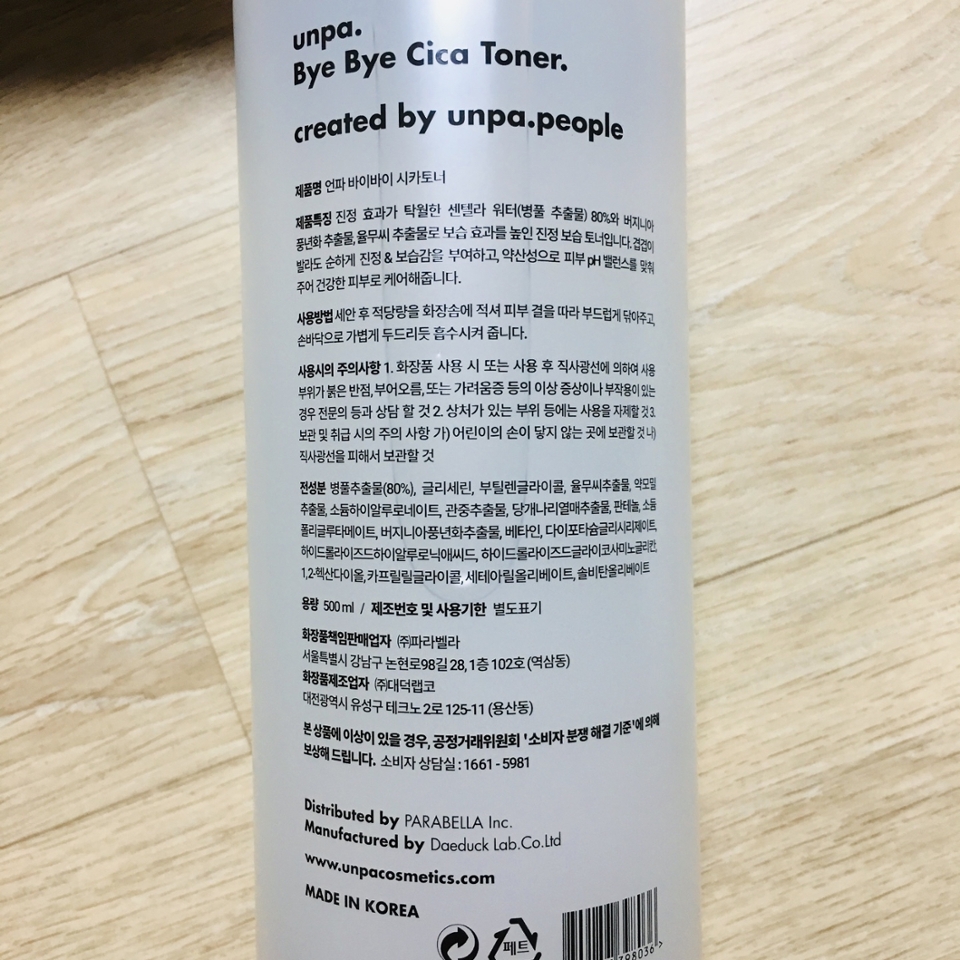 unpa.
Bye Bye Cica Toner.
created by unpa.people
제품명 언파 바이바이 시카토너
제품특징 진정 효과가 탁월한 센텔라 워터(병풀 추출물) 80%와 버지니아
풍년화 추출물, 율무씨 추출물로 보습 효과를 높인 진정 보습 토너입니다. 겹겹이
발라도 순하게 진정 & 보습감을 부여하고, 약산성으로 피부 pH 밸런스를 맞춰
주어 건강한 피부로 케어해줍니다.
사용방법 세안 후 적당량을 화장솜에 적셔 피부 결을 따라 부드럽게 닦아주고,
손바닥으로 가볍게 두드리듯 흡수시켜 줍니다.
사용시의 주의사항 1. 화장품 사용 시 또는 사용 후 직사광선에 의하여 사용
부위가 붉은 반점, 부어오름, 또는 가려움증 등의 이상 증상이나 부작용이 있는
경우 전문의 등과 상담 할 것 2. 상처가 있는 부위 등에는 사용을 자제할 것 3.
보관 및 취급 시의 주의 사항 가) 어린이의 손이 닿지 않는 곳에 보관할 것 나)
직사광선을 피해서 보관할 것
전성분 병풀추출물(80%), 글리세린, 부틸렌글라이콜, 율무씨추출물, 약모밀
추출물, 소듐하이알루로네이트, 관중추출물, 당개나리열매추출물, 판테놀, 소듐
폴리글루타메이트, 버지니아풍년화추출물, 베타인, 다이포타슘글리시리제이트,
하이드롤라이즈드하이알루로닉애씨드, 하이드롤라이즈드글라이코사미노글리칸,
1,2-헥산다이올, 카프릴릴글라이콜, 세테아릴올리베이트, 솔비탄올리베이트
용량 500ml / 제조번호 및 사용기한 별도표기
화장품책임판매업자 ㈜파라벨라
서울특별시 강남구 논현로98길 28, 1층 102호 (역삼동)
화장품제조업자 ㈜대덕랩코
대전광역시 유성구 테크노 2로 125-11 (용산동)
본 상품에 이상이 있을 경우, 공정거래위원회 '소비자 분쟁 해결 기준'에 의해
보상해 드립니다. 소비자 상담실 : 1661 - 5981
Distributed by PARABELLA Inc.
Manufactured by Daeduck Lab.Co.Ltd
www.unpacosmetics.com
MADE IN KOREA
페트